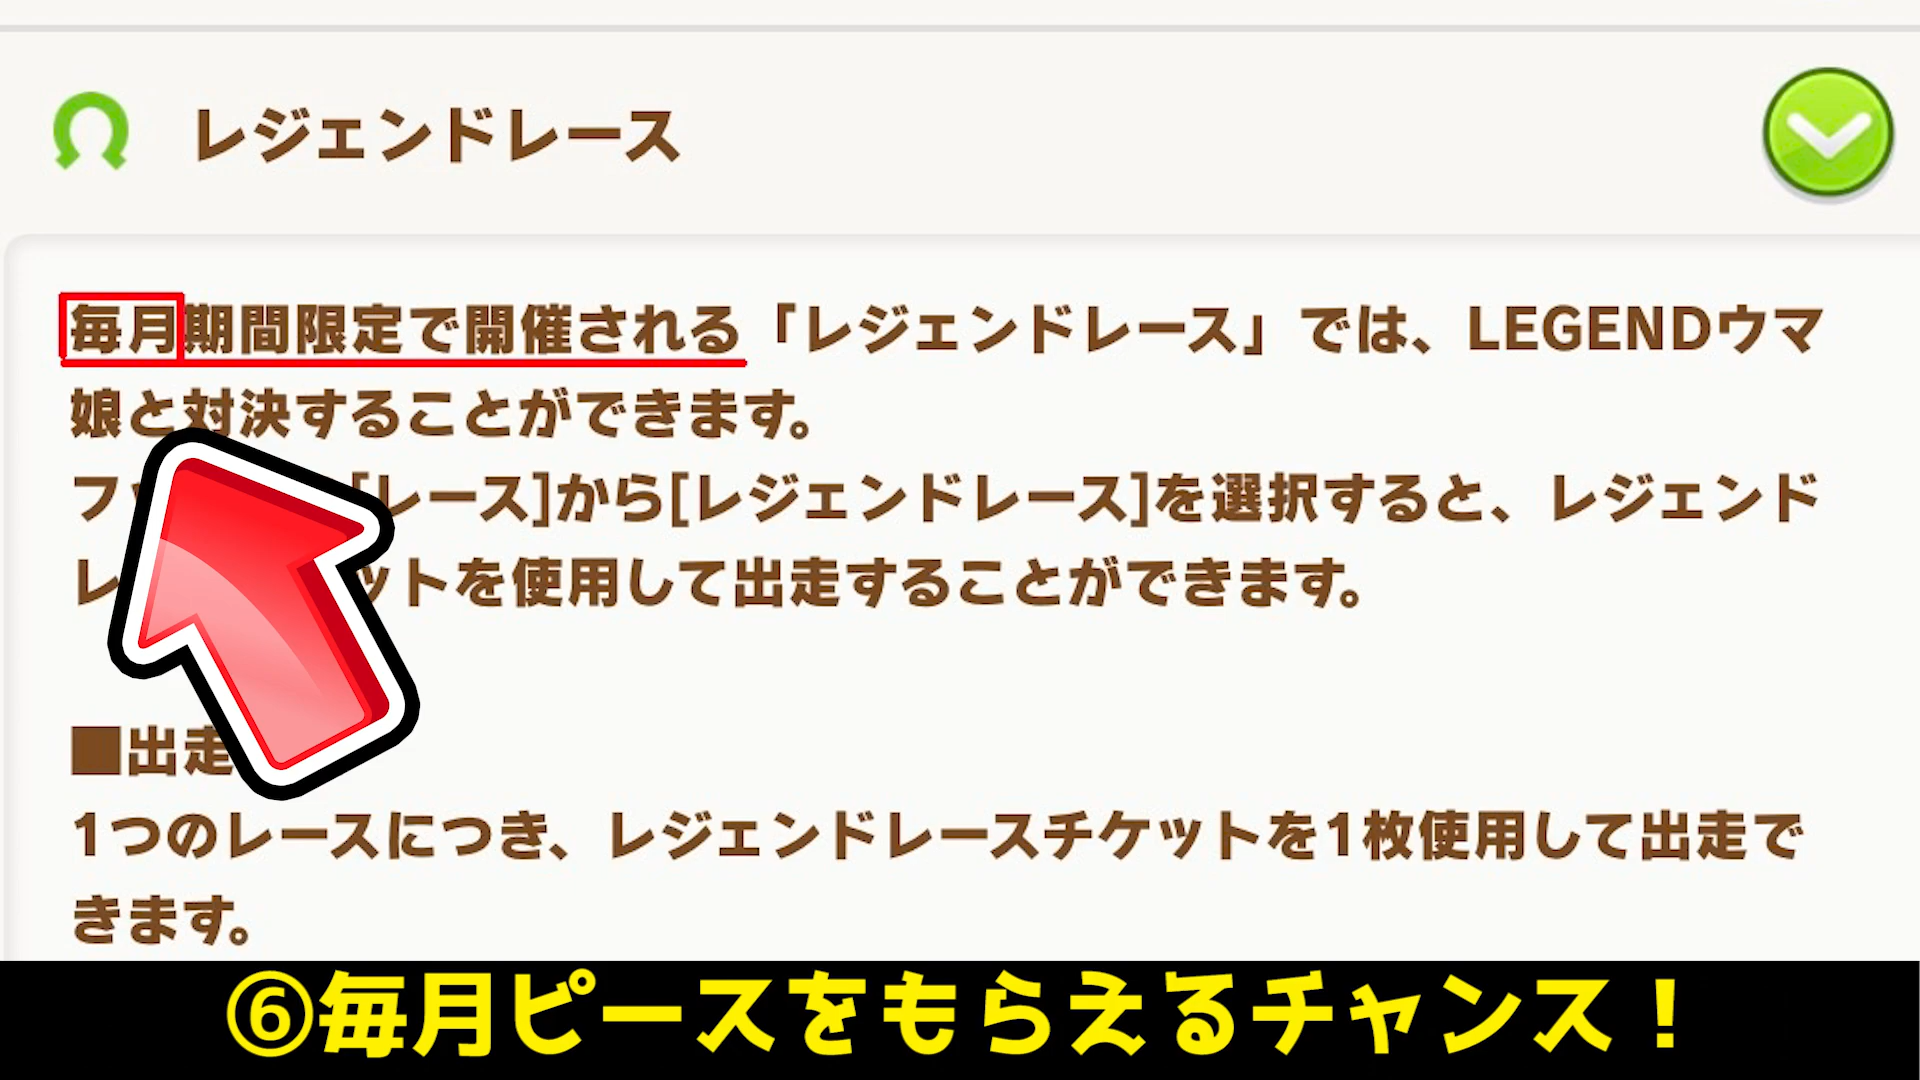 レジェンドレース
毎月期間限定で開催される「レジェンドレース」では、LEGENDウマ
娘と対決することができます。
フ [レース]から[レジェンドレース]を選択すると、レジェンド
レ ットを使用して出走することができます。
■出走
1つのレースにつき、レジェンドレースチケットを1枚使用して出走で
きます。
⑥毎月ピースをもらえるチャンス！